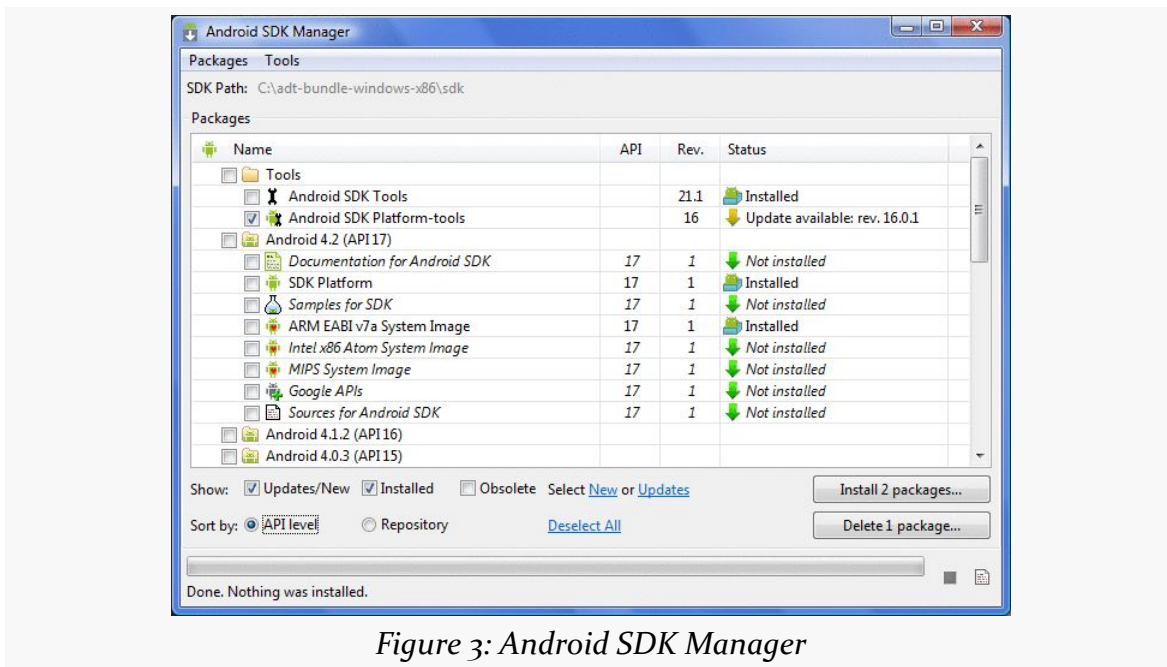 Android SDK Manager
Packages Tools
SDK Path: C:\adt-bundle-windows-x86\sdk
Packages
Name API Rev. Status
Tools
Android SDK Tools 21.1 Installed
Android SDK Platform-tools 16 Update available: rev. 16.0.1
Android 4.2 (API 17)
Documentation for Android SDK 17 1 Not installed
SDK Platform 17 1 Installed
Samples for SDK 17 1 Not installed
ARM EABI v7a System Image 17 1 Installed
Intel x86 Atom System Image 17 1 Not installed
MIPS System Image 17 1 Not installed
Google APIs 17 1 Not installed
Sources for Android SDK 17 1 Not installed
Android 4.1.2 (API 16)
Android 4.0.3 (API 15)
Show: Updates/New Installed Obsolete Select New or Updates Install 2 packages...
Sort by: API level Repository Deselect All Delete 1 package...
Done. Nothing was installed.
Figure 3: Android SDK Manager